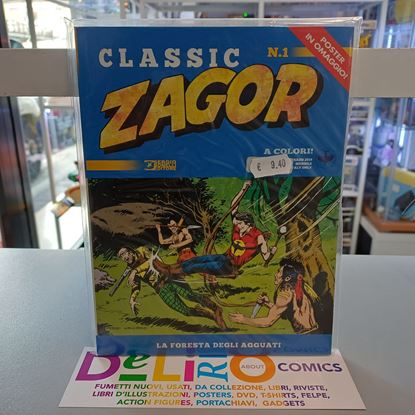 CLASSIC
N.1
POSTER
IN OMAGGIO!
ZAGOR
SERGIO
BONELLI
EDITORE
A COLORI!
€ 9.40
LA FORESTA DEGLI AGGUATI
DeLIRIO
ABOUT
COMICS
FUMETTI NUOVI, USATI, DA COLLEZIONE, LIBRI, RIVISTE,
LIBRI D'ILLUSTRAZIONI, POSTERS, DVD, T-SHIRTS, FELPE,
ACTION FIGURES, PORTACHIAVI, GADGETS